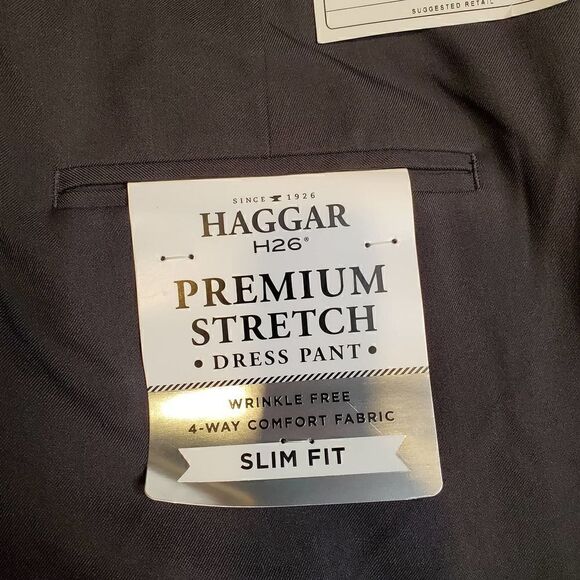 SUGGESTED RETAIL
SINCE 1926
HAGGAR
H26®
PREMIUM
STRETCH
• DRESS PANT •
WRINKLE FREE
4-WAY COMFORT FABRIC
SLIM FIT